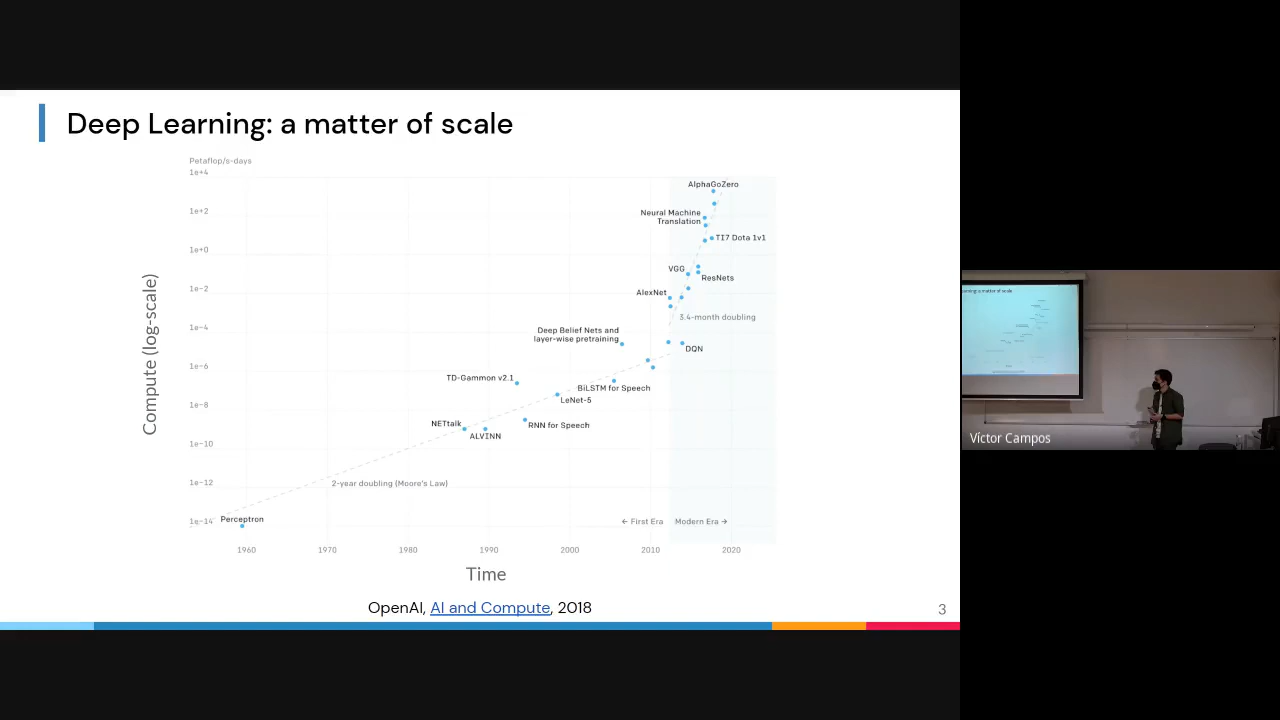 Deep Learning: a matter of scale
Petaflop/s-days
1e+4
1e+2
1e+0
1e-2
1e-4
1e-6
1e-8
1e-10
1e-12
1e-14
Compute (log-scale)
AlphaGoZero
Neural Machine
Translation
TI7 Dota 1v1
VGG
ResNets
AlexNet
3.4-month doubling
Deep Belief Nets and
layer-wise pretraining
DQN
TD-Gammon v2.1
BiLSTM for Speech
LeNet-5
NETtalk
RNN for Speech
ALVINN
2-year doubling (Moore's Law)
Perceptron
← First Era
Modern Era →
1960
1970
1980
1990
2000
2010
2020
Time
OpenAI, AI and Compute, 2018
3
Víctor Campos